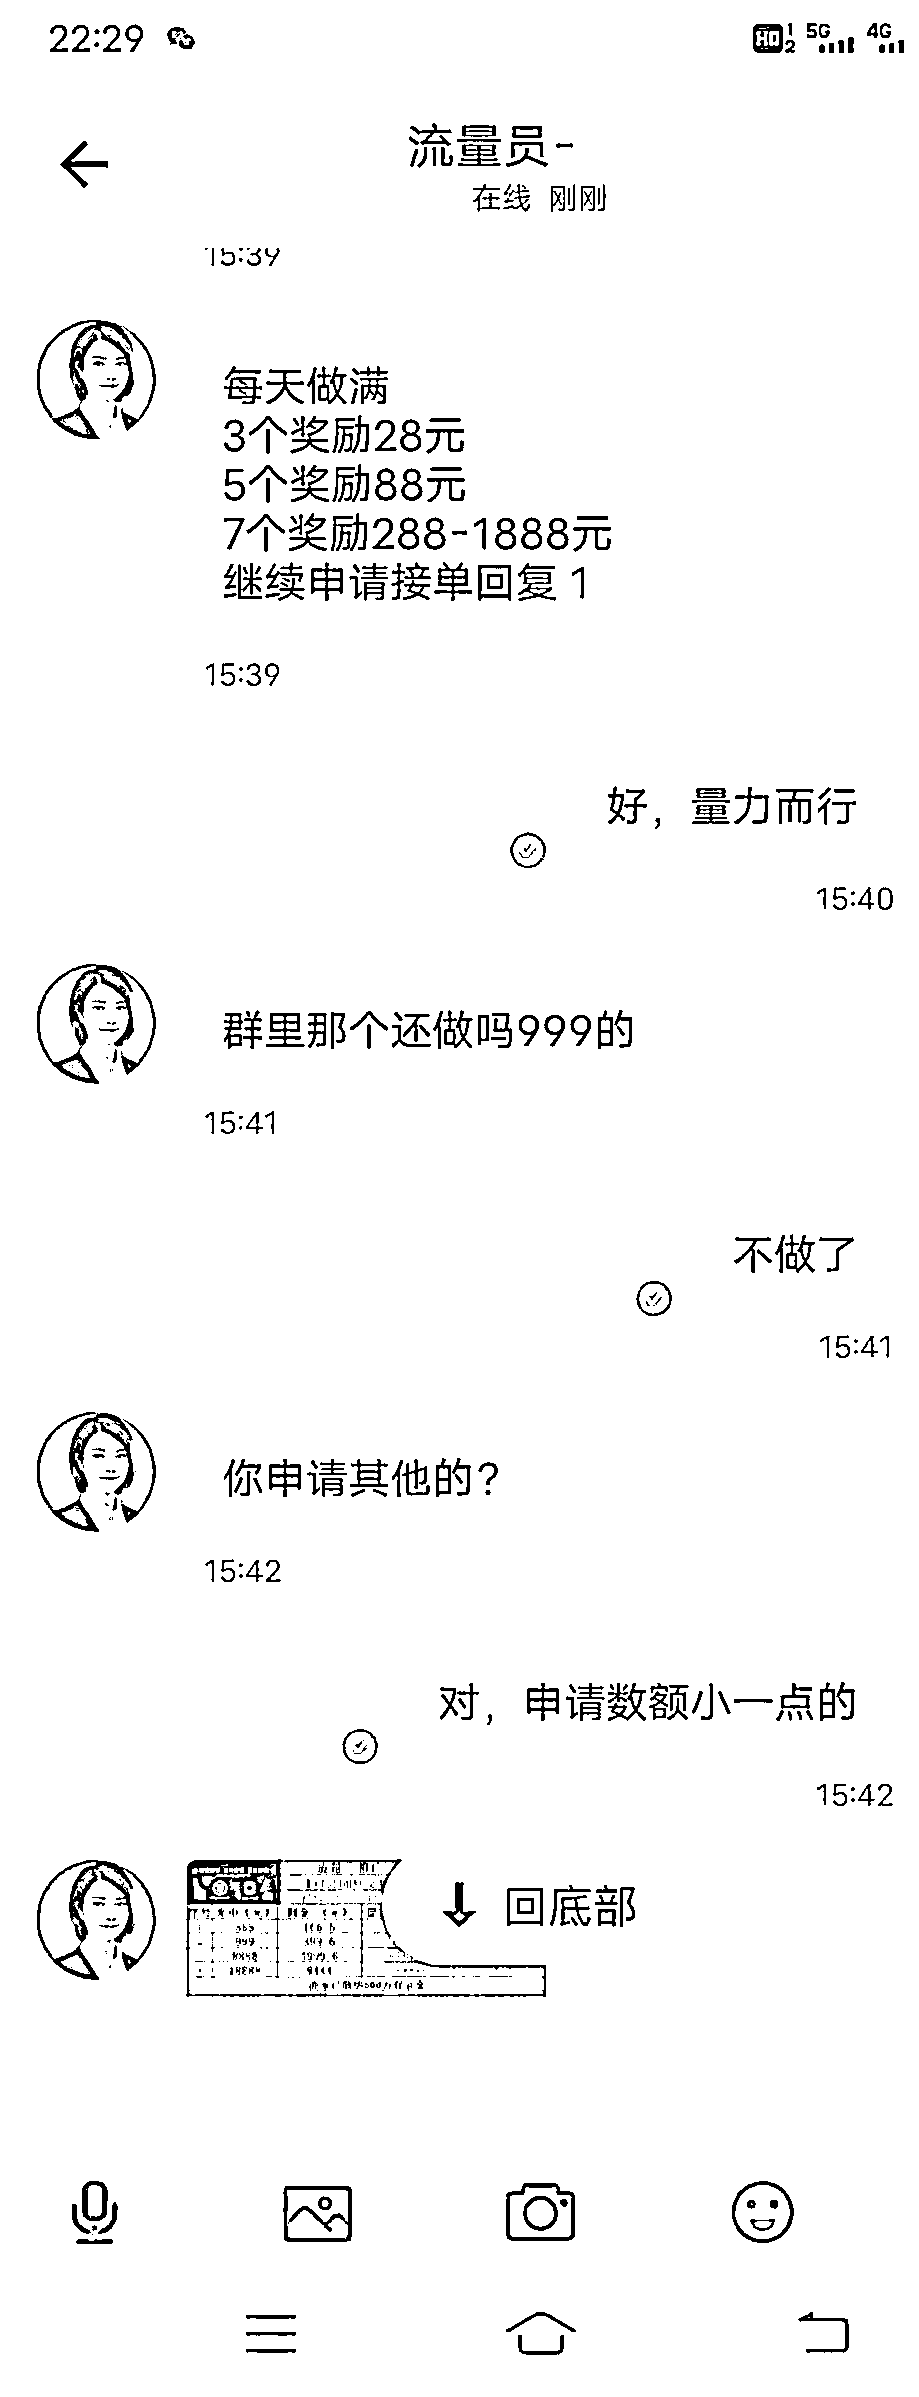 22:29
HD 1 2 5G 4G
流量员-
在线 刚刚
15:39
每天做满
3个奖励28元
5个奖励88元
7个奖励288-1888元
继续申请接单回复 1
15:39
好，量力而行
15:40
群里那个还做吗999的
15:41
不做了
15:41
你申请其他的?
15:42
对，申请数额小一点的
15:42
999
回底部